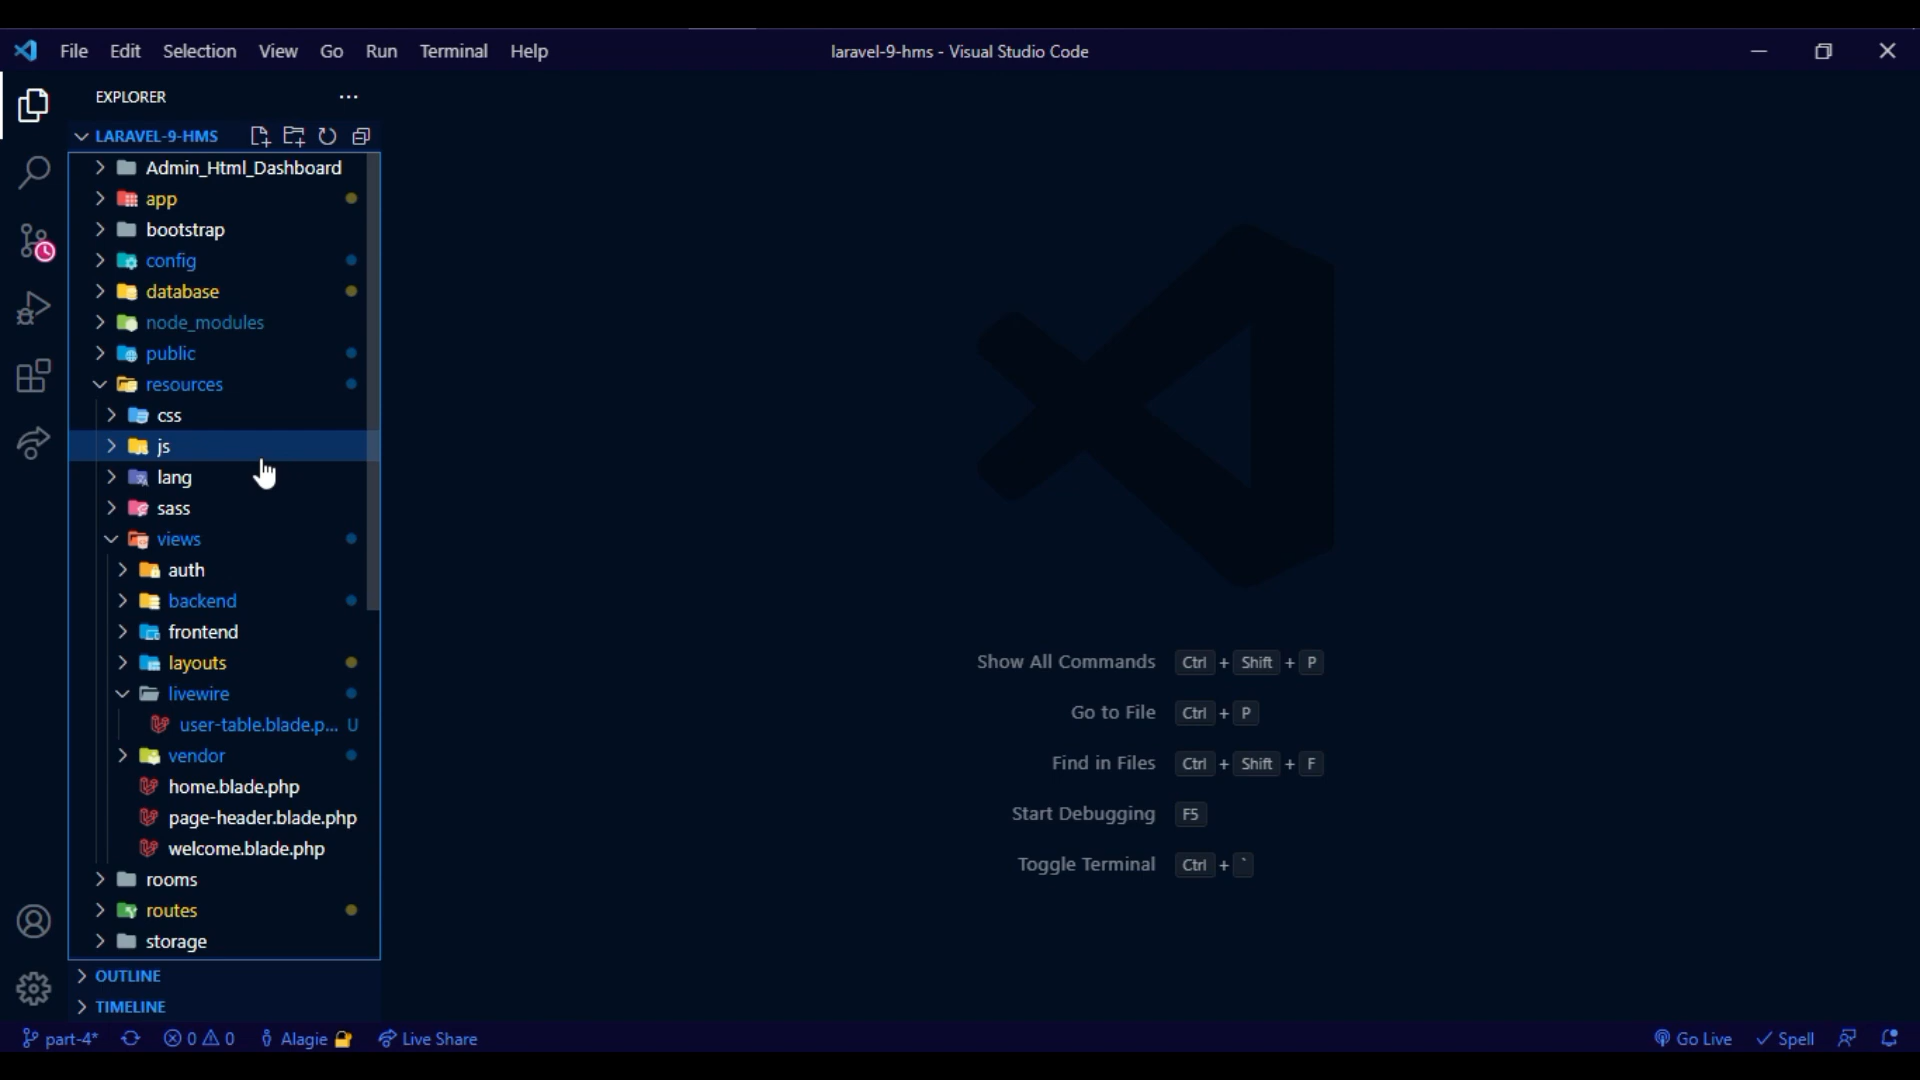 File Edit Selection View Go Run Terminal Help
laravel-9-hms - Visual Studio Code
EXPLORER
LARAVEL-9-HMS
Admin_Html_Dashboard
app
bootstrap
config
database
node_modules
public
resources
css
js
lang
sass
views
auth
backend
frontend
layouts
livewire
user-table.blade.p... U
vendor
home.blade.php
page-header.blade.php
welcome.blade.php
rooms
routes
storage
OUTLINE
TIMELINE
Show All Commands Ctrl + Shift + P
Go to File Ctrl + P
Find in Files Ctrl + Shift + F
Start Debugging F5
Toggle Terminal Ctrl + `
part-4* 0 0 Alagie Live Share Go Live Spell